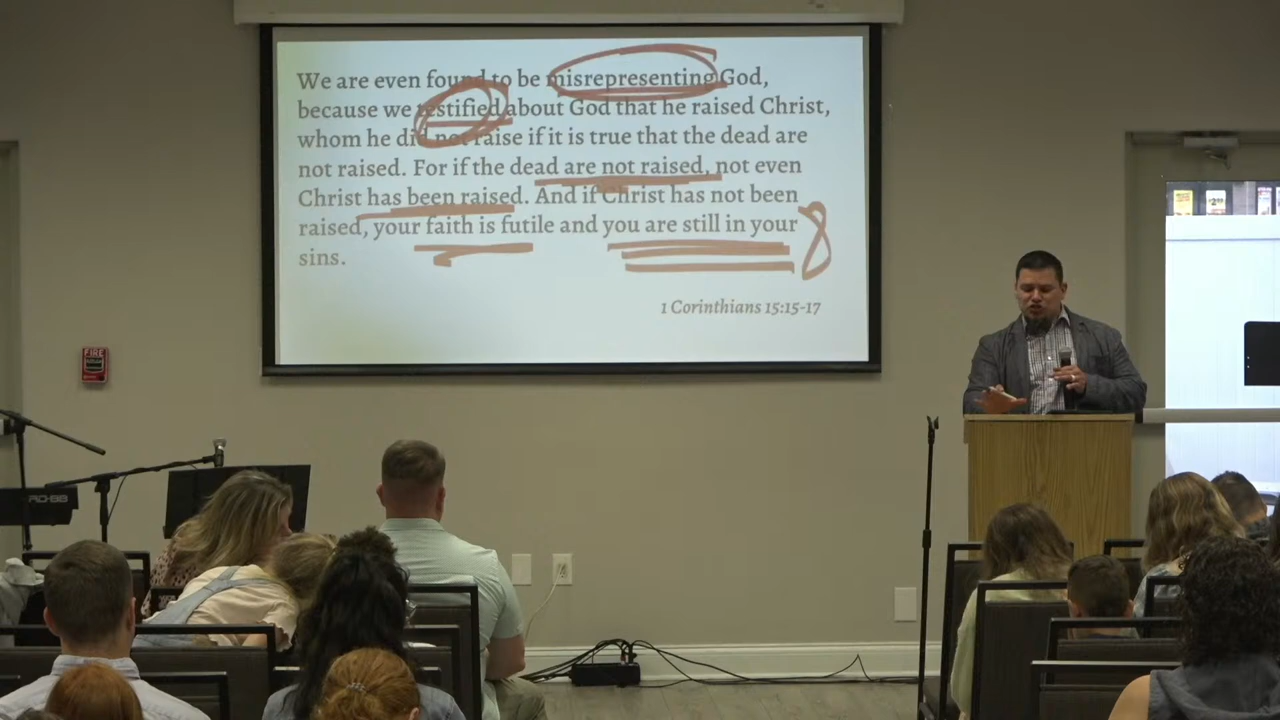 We are even found to be misrepresenting God,
because we testified about God that he raised Christ,
whom he did not raise if it is true that the dead are
not raised. For if the dead are not raised, not even
Christ has been raised. And if Christ has not been
raised, your faith is futile and you are still in your
sins.
1 Corinthians 15:15-17
FIRE
RD-88